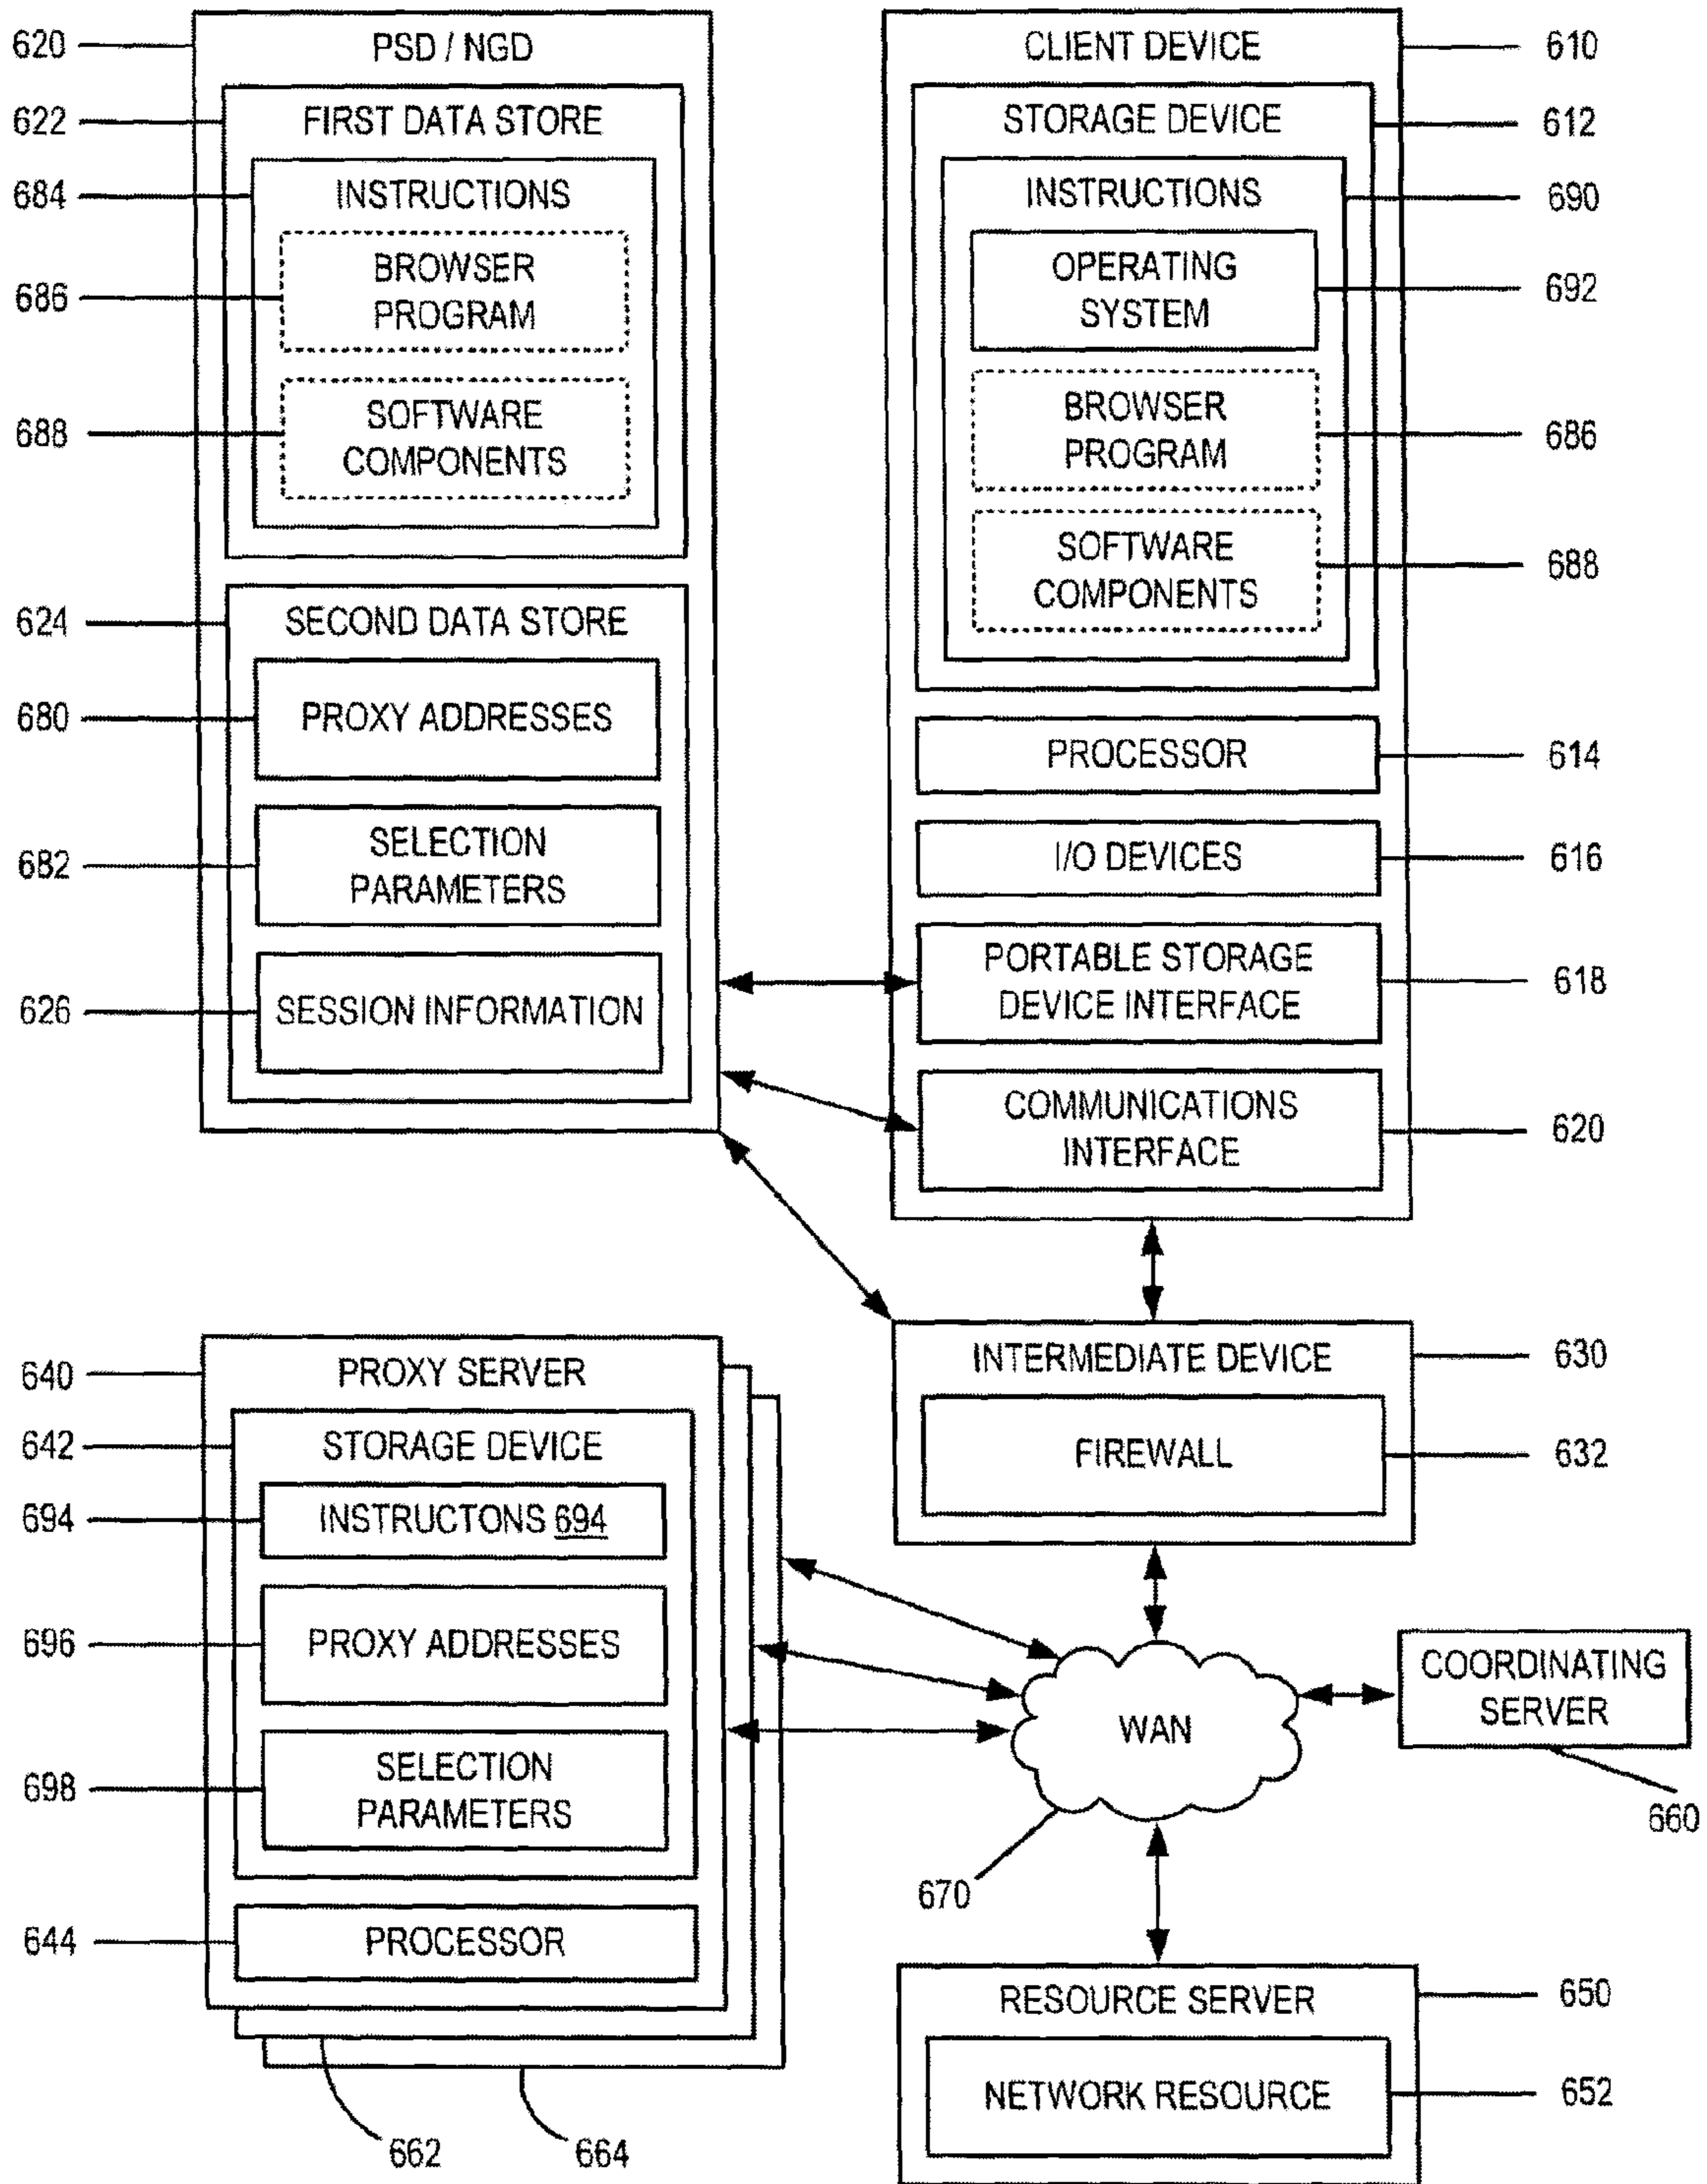 620
PSD / NGD
622
FIRST DATA STORE
684
INSTRUCTIONS
686
BROWSER
PROGRAM
688
SOFTWARE
COMPONENTS
624
SECOND DATA STORE
680
PROXY ADDRESSES
682
SELECTION
PARAMETERS
626
SESSION INFORMATION
CLIENT DEVICE
610
STORAGE DEVICE
612
INSTRUCTIONS
690
OPERATING
SYSTEM
692
BROWSER
PROGRAM
686
SOFTWARE
COMPONENTS
688
PROCESSOR
614
I/O DEVICES
616
PORTABLE STORAGE
DEVICE INTERFACE
618
COMMUNICATIONS
INTERFACE
620
INTERMEDIATE DEVICE
630
FIREWALL
632
640
PROXY SERVER
642
STORAGE DEVICE
694
INSTRUCTONS 694
696
PROXY ADDRESSES
698
SELECTION
PARAMETERS
644
PROCESSOR
662
664
WAN
670
COORDINATING
SERVER
660
RESOURCE SERVER
650
NETWORK RESOURCE
652